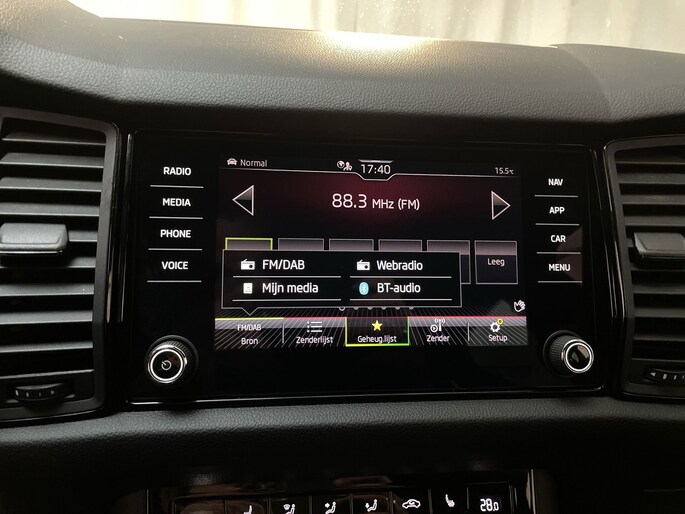 Normal
17:40
15.5°C
RADIO
MEDIA
PHONE
VOICE
88.3 MHz (FM)
NAV
APP
CAR
MENU
FM/DAB
Webradio
Mijn media
BT-audio
Leeg
FM/DAB
Bron
Zenderlijst
Geheug.lijst
Zender
Setup
28.0